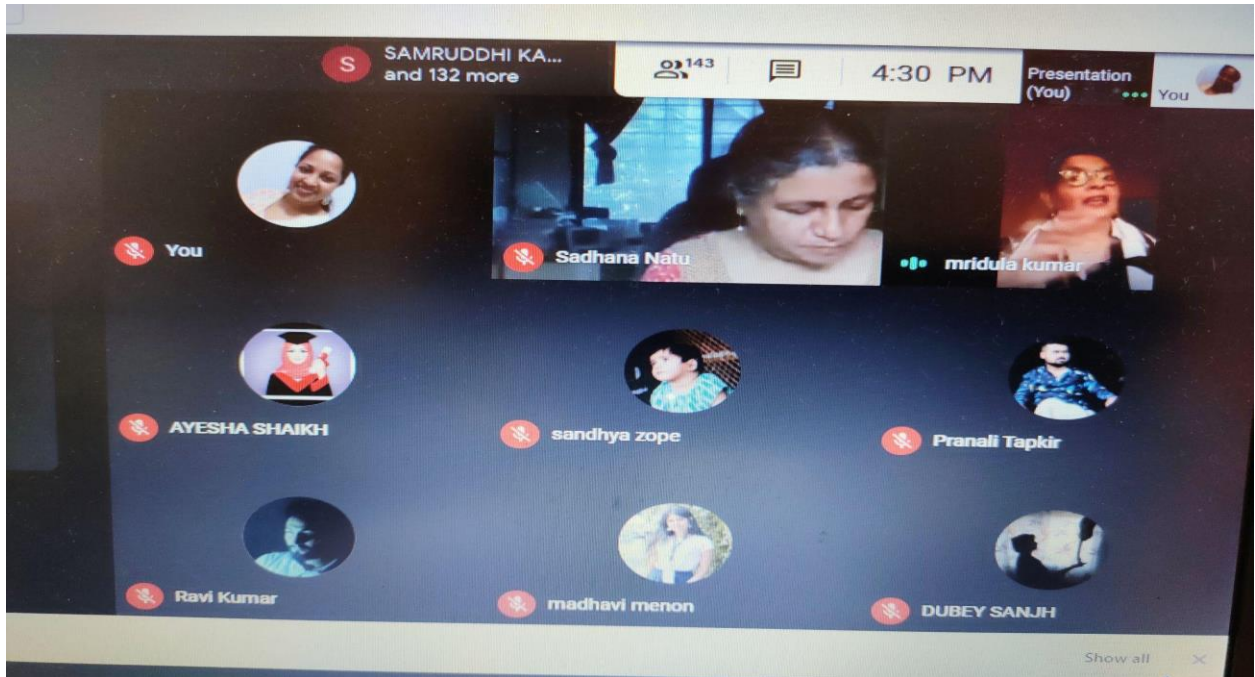 S
SAMRUDDHI KA...
and 132 more
143
4:30 PM
Presentation
(You)
You
You
Sadhana Natu
mridula kumar
AYESHA SHAIKH
sandhya zope
Pranali Tapkir
Ravi Kumar
madhavi menon
DUBEY SANJH
Show all